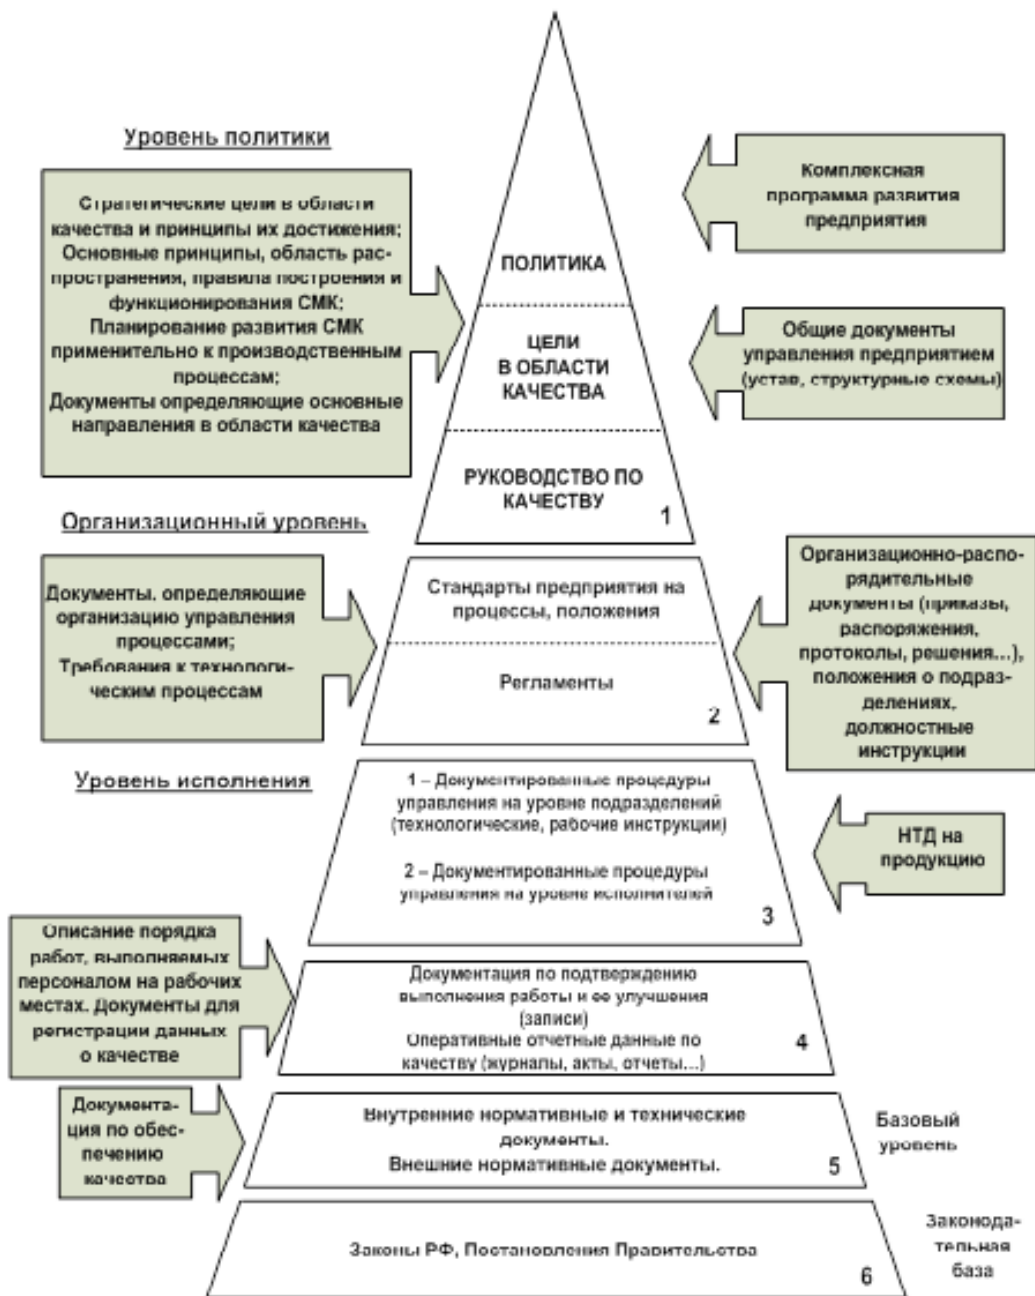 Уровень политики
Стратегические цели в области
качества и принципы их достижения;
Основные принципы, область рас-
пространения, правила построения и
функционирования СМК;
Планирование развития СМК
применительно к производственным
процессам;
Документы определяющие основные
направления в области качества
ПОЛИТИКА
ЦЕЛИ
В ОБЛАСТИ
КАЧЕСТВА
РУКОВОДСТВО ПО
КАЧЕСТВУ
1
Комплексная
программа развития
предприятия
Общие документы
управления предприятием
(устав, структурные схемы)
Организационный уровень
Документы, определяющие
организацию управления
процессами;
Требования к технологи-
ческим процессам
Стандарты предприятия на
процессы, положения
Регламенты
2
Организационно-распо-
рядительные
документы (приказы,
распоряжения,
протоколы, решения...),
положения о подраз-
делениях,
должностные
инструкции
Уровень исполнения
1 – Документированные процедуры
управления на уровне подразделений
(технологические, рабочие инструкции)
2 – Документированные процедуры
управления на уровне исполнителей
3
НТД на
продукцию
Описание порядка
работ, выполняемых
персоналом на рабочих
местах. Документы для
регистрации данных
о качестве
Документация по подтверждению
выполнения работы и ее улучшения
(записи)
Оперативные отчетные данные по
качеству (журналы, акты, отчеты...)
4
Документа-
ция по обес-
печению
качества
Внутренние нормативные и технические
документы.
Внешние нормативные документы.
5
Базовый
уровень
Законы РФ, Постановления Правительства
6
Законода-
тельная
база